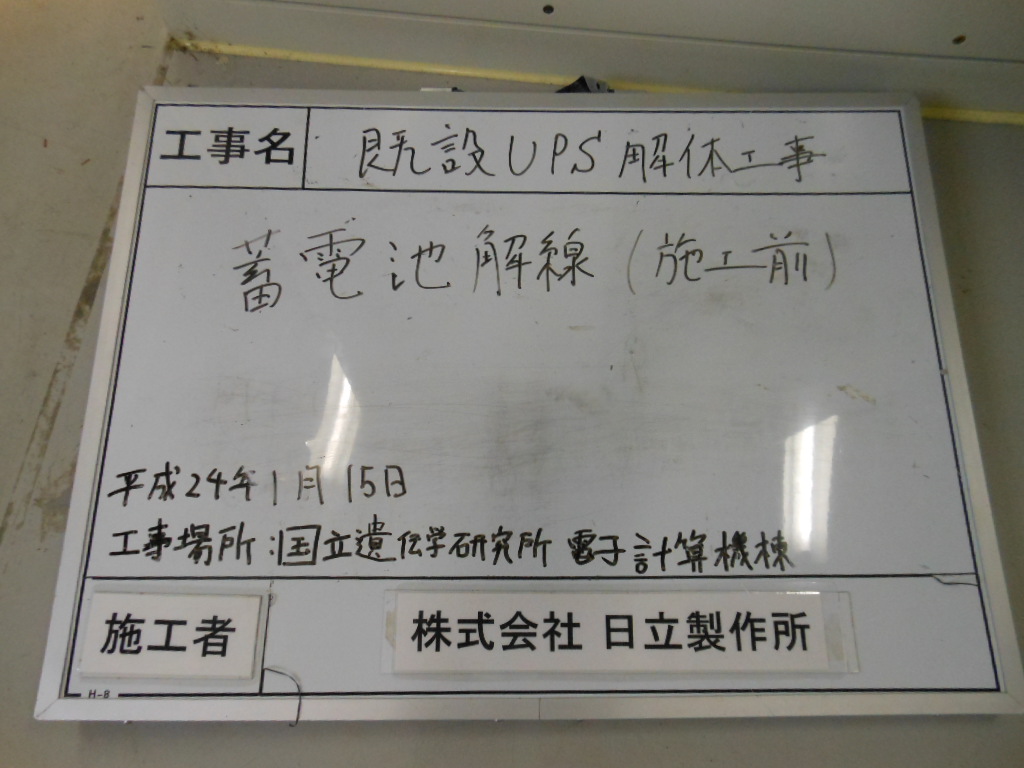 工事名 既設UPS解体工事
蓄電池解線(施工前)
平成24年1月15日
工事場所:国立遺伝学研究所 電子計算機棟
施工者 株式会社 日立製作所
H-8